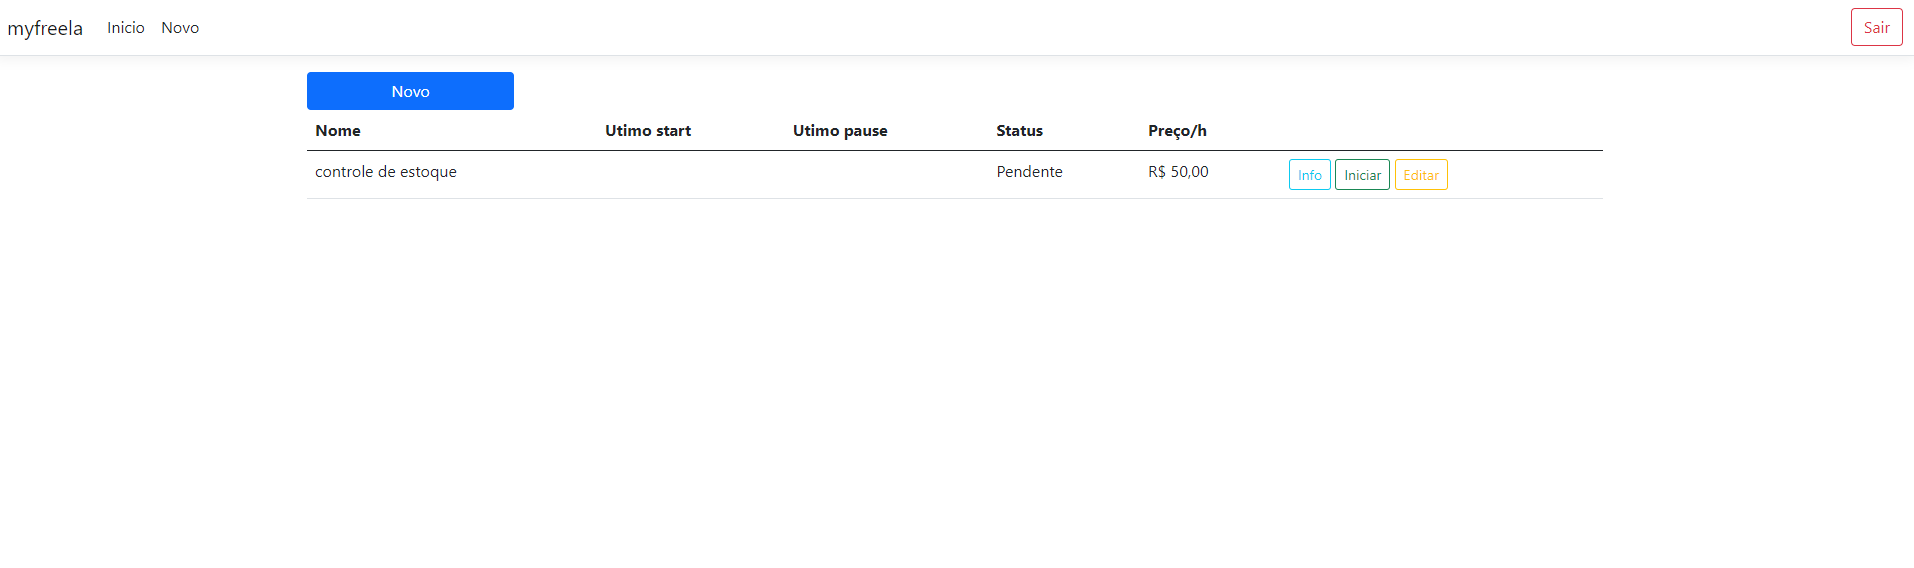 myfreela Inicio Novo Sair
Novo
Nome Utimo start Utimo pause Status Preço/h
controle de estoque Pendente R$ 50,00 Info Iniciar Editar